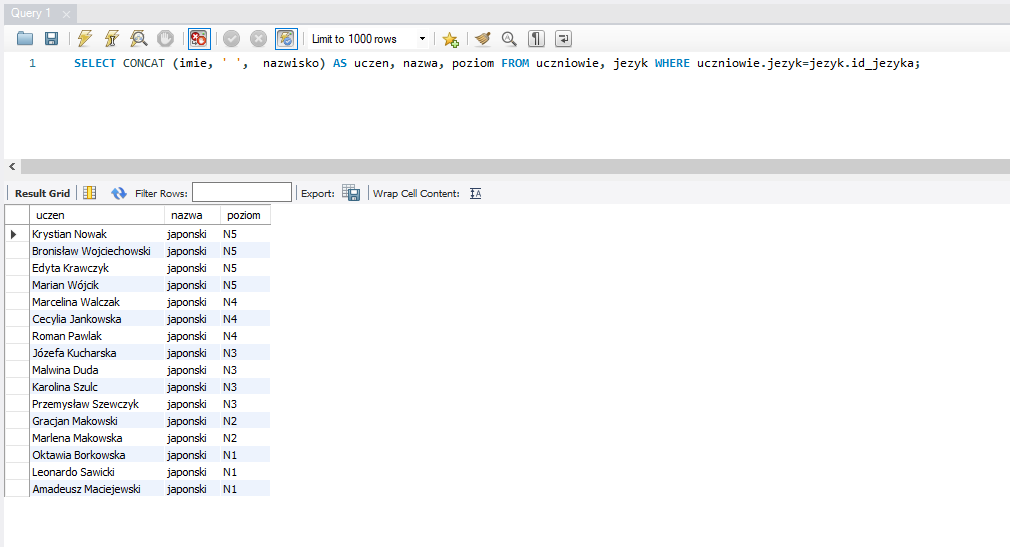 Query 1
Limit to 1000 rows
1 SELECT CONCAT (imie, ' ', nazwisko) AS uczen, nazwa, poziom FROM uczniowie, jezyk WHERE uczniowie.jezyk=jezyk.id_jezyka;
Result Grid Filter Rows: Export: Wrap Cell Content: IA
uczen nazwa poziom
Krystian Nowak japonski N5
Bronisław Wojciechowski japonski N5
Edyta Krawczyk japonski N5
Marian Wójcik japonski N5
Marcelina Walczak japonski N4
Cecylia Jankowska japonski N4
Roman Pawlak japonski N4
Józefa Kucharska japonski N3
Malwina Duda japonski N3
Karolina Szulc japonski N3
Przemysław Szewczyk japonski N3
Gracjan Makowski japonski N2
Marlena Makowska japonski N2
Oktawia Borkowska japonski N1
Leonardo Sawicki japonski N1
Amadeusz Maciejewski japonski N1